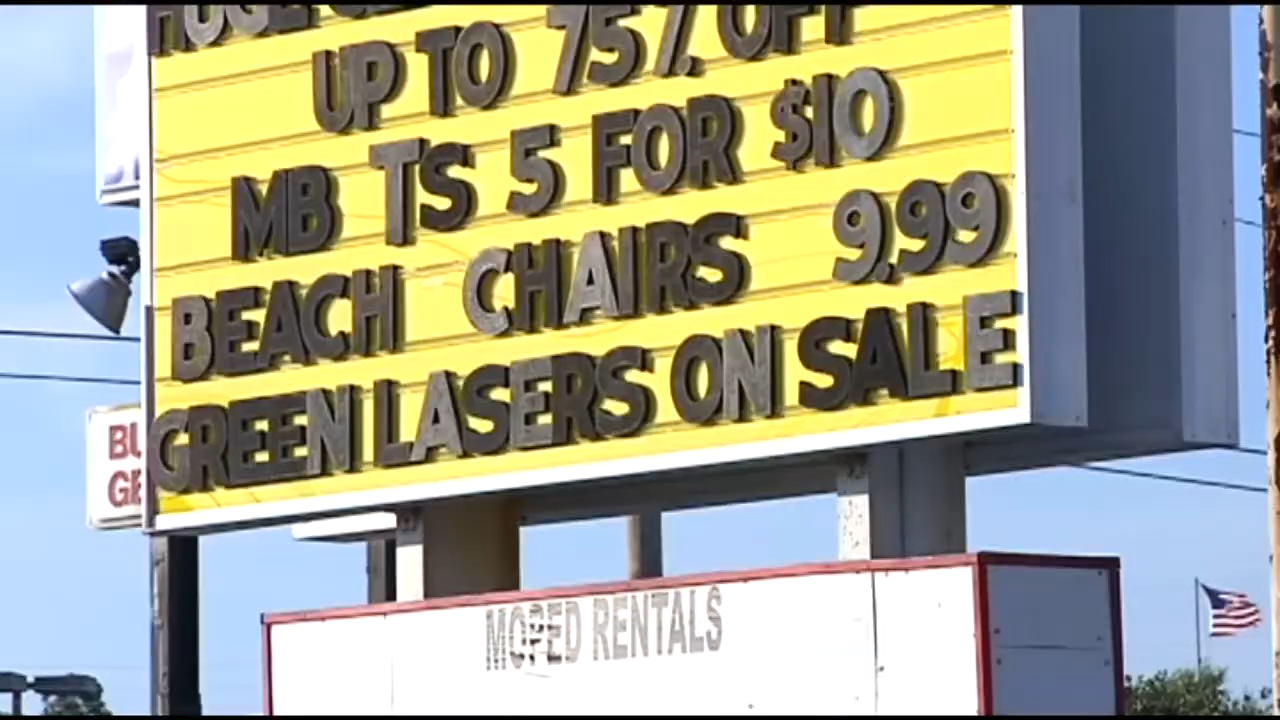 HUGE
UP TO 75% OFF
MB TS 5 FOR $10
BEACH CHAIRS 9.99
GREEN LASERS ON SALE
MOPED RENTALS